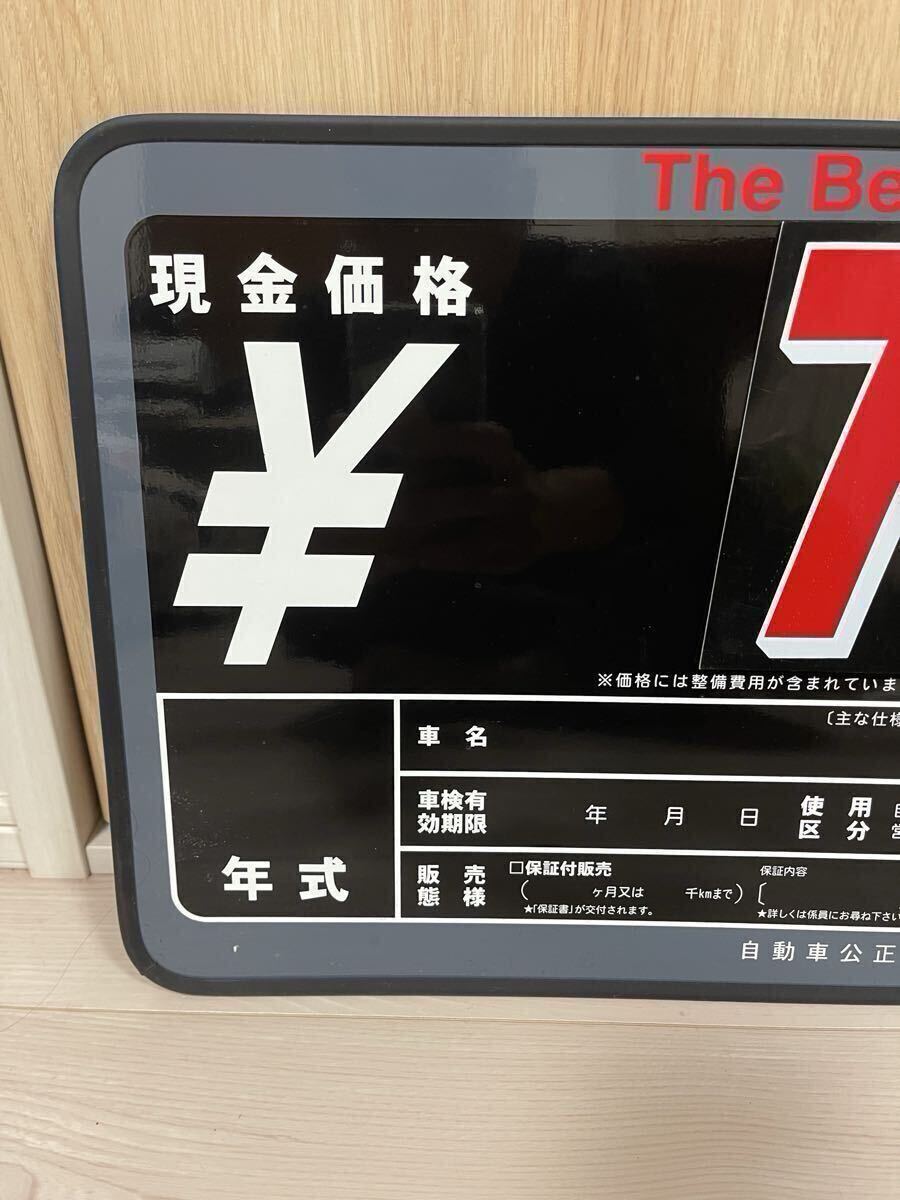 The Be
現金価格
¥
※価格には整備費用が含まれていま
〔主な仕様
車名
車検有効期限 年 月 日 使用区分
年式
販売態様 □保証付販売 保証内容
( ヶ月又は 千kmまで) 〔
★「保証書」が交付されます。 ★詳しくは係員にお尋ね下さい
自動車公正